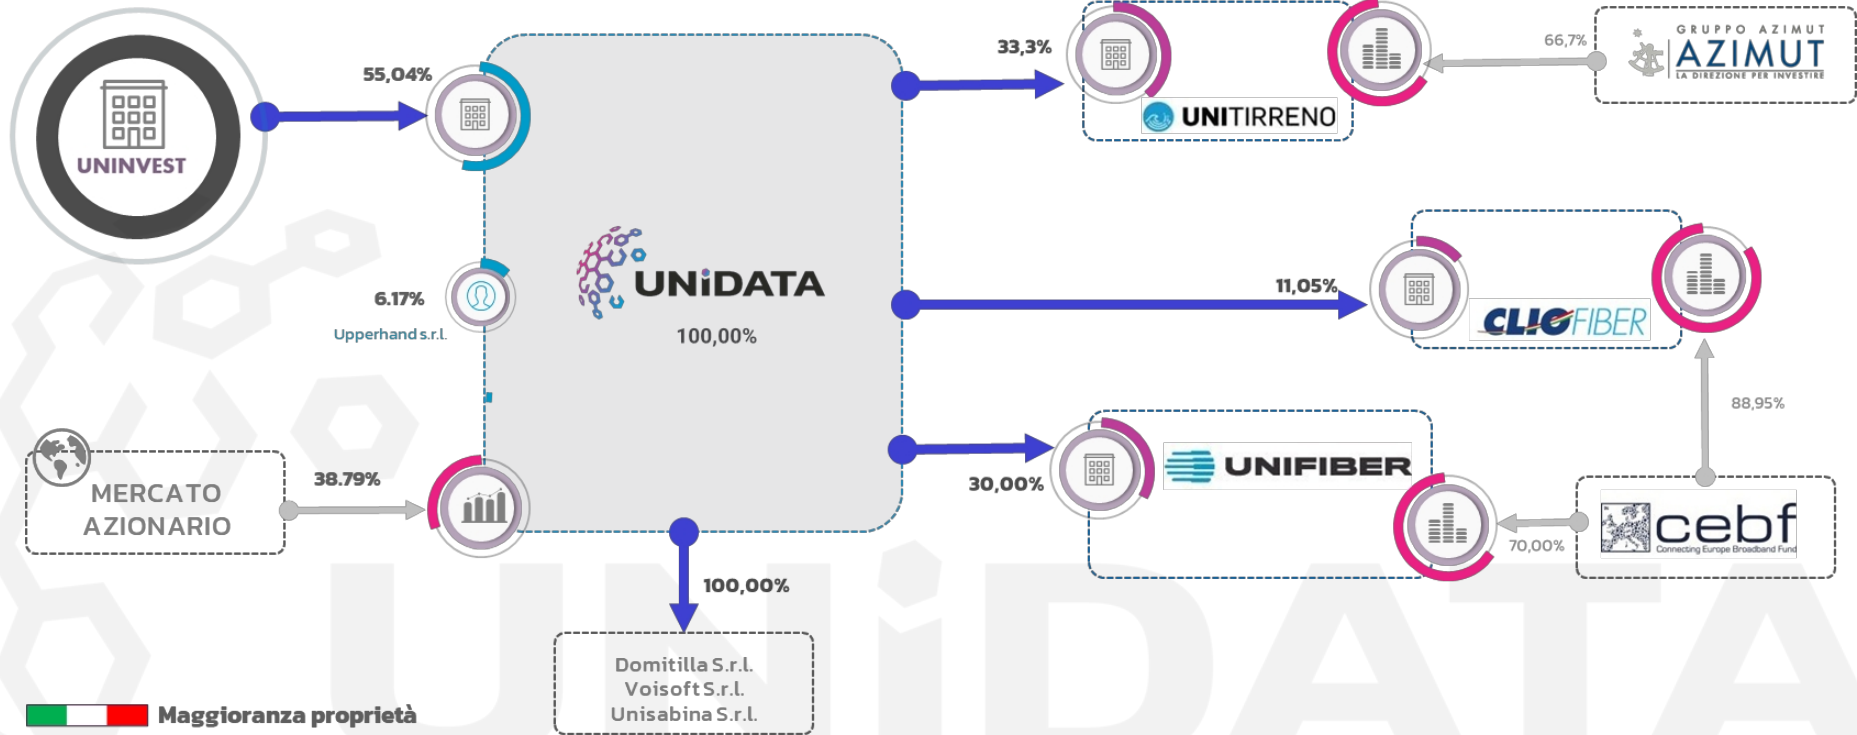 UNINVEST
55,04%
6.17%
Upperhand s.r.l.
MERCATO
AZIONARIO
38.79%
UNiDATA
100,00%
100,00%
Domitilla S.r.l.
Voisoft S.r.l.
Unisabina S.r.l.
33,3%
UNITIRRENO
66,7%
GRUPPO AZIMUT
AZIMUT
LA DIREZIONE PER INVESTIRE
11,05%
CLIOFIBER
88,95%
30,00%
UNIFIBER
70,00%
cebf
Connecting Europe Broadband Fund
Maggioranza proprietà
UNiDATA